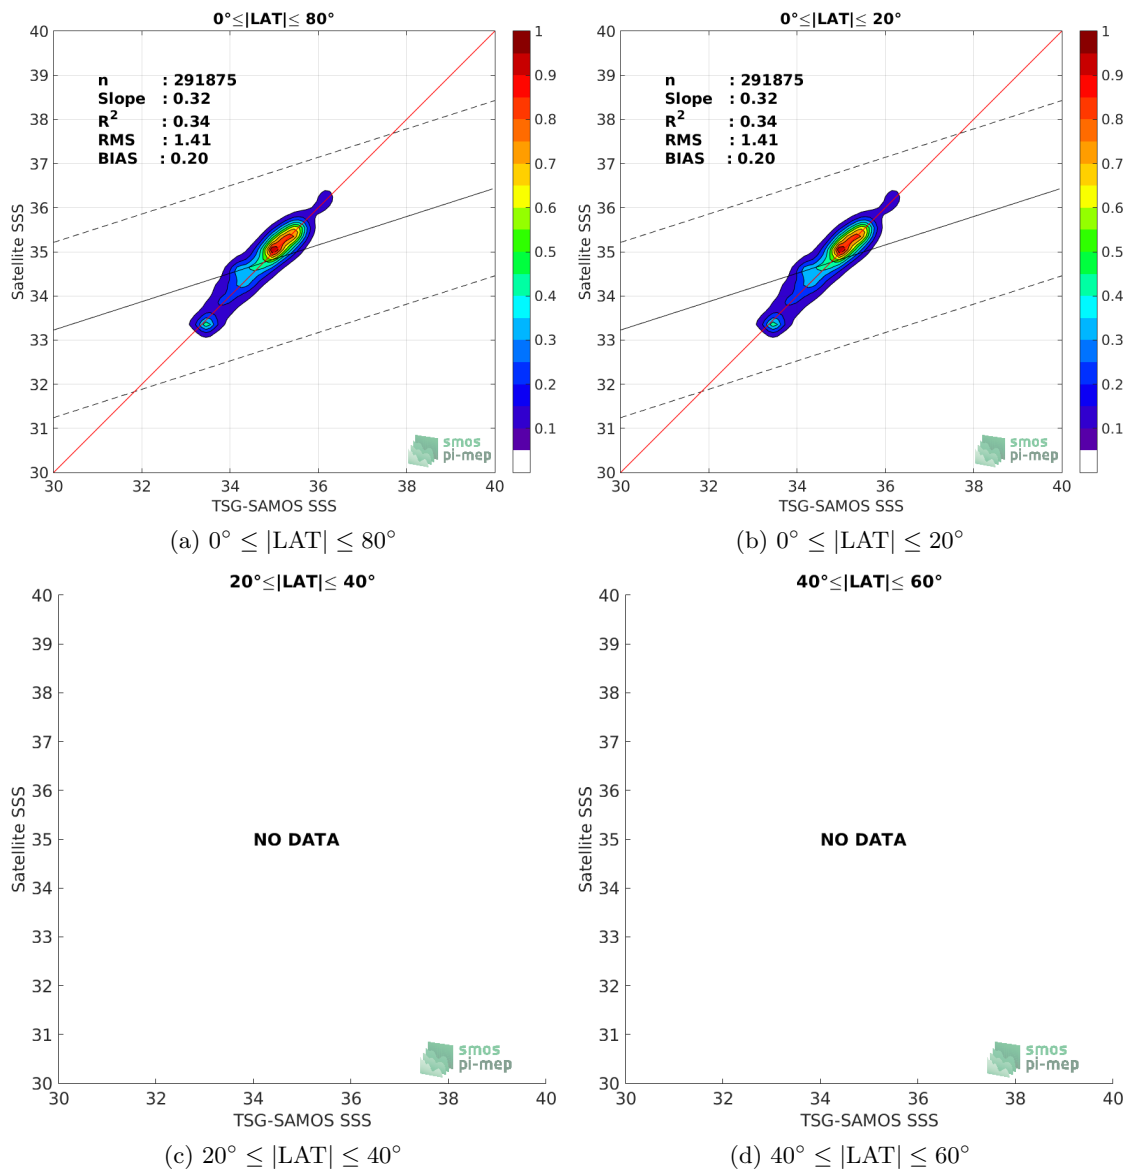 0°≤|LAT|≤ 80°
40
39
38
37
36
35
34
33
32
31
30
Satellite SSS
n : 291875
Slope : 0.32
R2 : 0.34
RMS : 1.41
BIAS : 0.20
1
0.9
0.8
0.7
0.6
0.5
0.4
0.3
0.2
0.1
smos
pi-mep
30 32 34 36 38 40
TSG-SAMOS SSS
(a) 0° ≤ |LAT| ≤ 80°
0°≤|LAT|≤ 20°
40
39
38
37
36
35
34
33
32
31
30
Satellite SSS
n : 291875
Slope : 0.32
R2 : 0.34
RMS : 1.41
BIAS : 0.20
1
0.9
0.8
0.7
0.6
0.5
0.4
0.3
0.2
0.1
smos
pi-mep
30 32 34 36 38 40
TSG-SAMOS SSS
(b) 0° ≤ |LAT| ≤ 20°
20°≤|LAT|≤ 40°
40
39
38
37
36
35
34
33
32
31
30
Satellite SSS
NO DATA
smos
pi-mep
30 32 34 36 38 40
TSG-SAMOS SSS
(c) 20° ≤ |LAT| ≤ 40°
40°≤|LAT|≤ 60°
40
39
38
37
36
35
34
33
32
31
30
Satellite SSS
NO DATA
smos
pi-mep
30 32 34 36 38 40
TSG-SAMOS SSS
(d) 40° ≤ |LAT| ≤ 60°